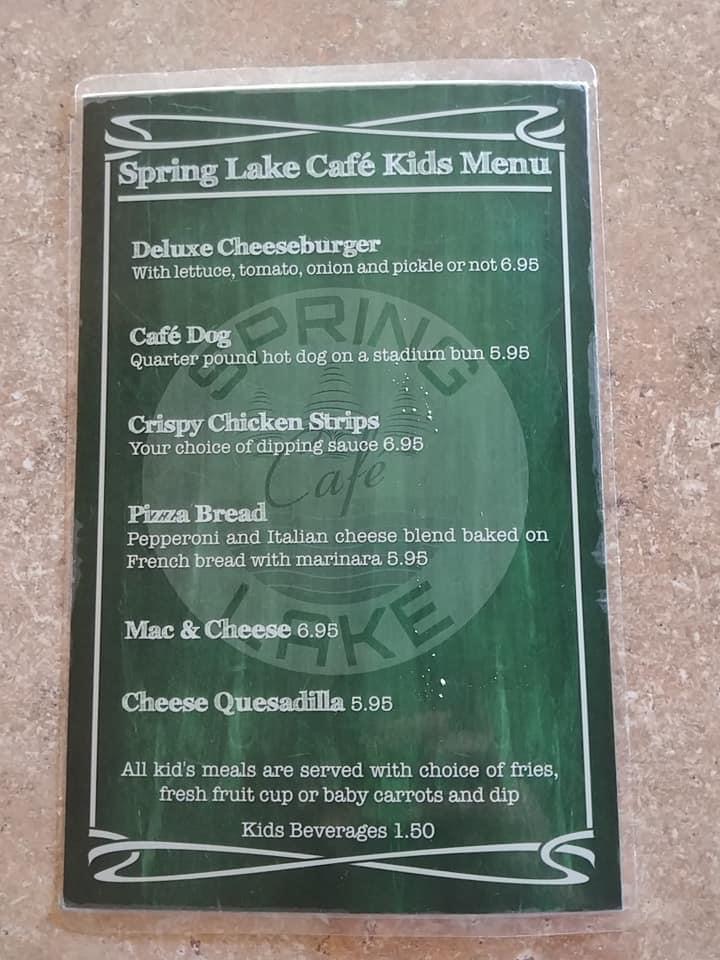 Spring Lake Café Kids Menu
Deluxe Cheeseburger
With lettuce, tomato, onion and pickle or not 6.95
Café Dog
Quarter pound hot dog on a stadium bun 5.95
Crispy Chicken Strips
Your choice of dipping sauce 6.95
Pizza Bread
Pepperoni and Italian cheese blend baked on
French bread with marinara 5.95
Mac & Cheese 6.95
Cheese Quesadilla 5.95
All kid's meals are served with choice of fries,
fresh fruit cup or baby carrots and dip
Kids Beverages 1.50
SPRING
Cafe
LAKE